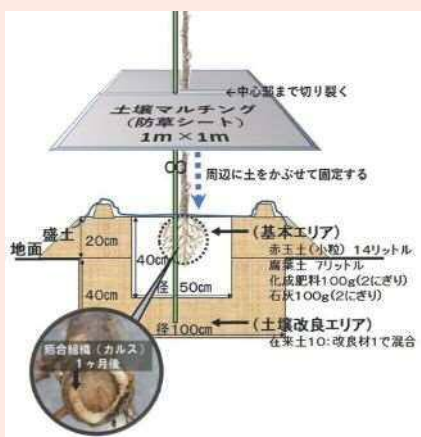 ←中心部まで切り裂く
土壌マルチング
(防草シート)
1m×1m
周辺に土をかぶせて固定する
盛土
地面
20cm
40cm
40cm
径 50cm
(基本エリア)
赤玉土(小粒) 14リットル
腐葉土 7リットル
化成肥料100g(2にぎり)
石灰100g(2にぎり)
径100cm
(土壌改良エリア)
在来土10:改良材1で混合
癒合組織(カルス)
1ヶ月後